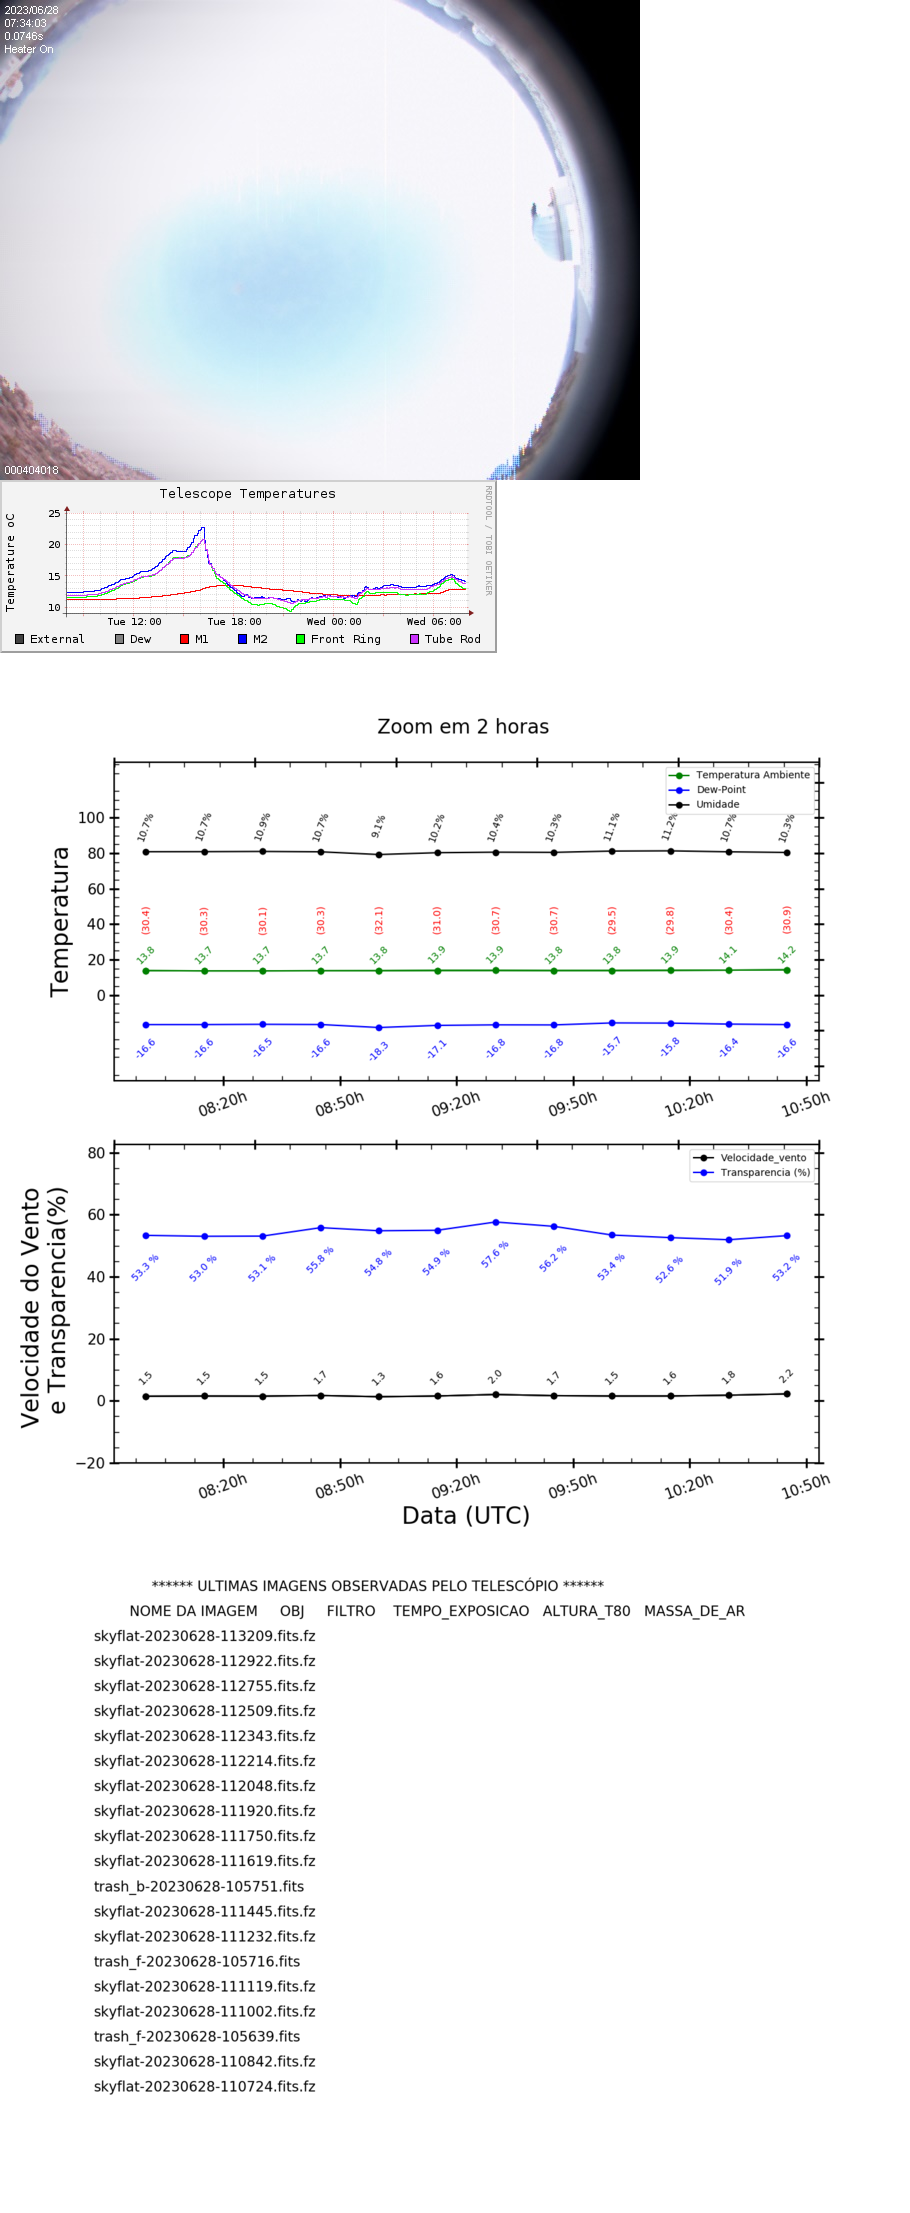 2023/06/28
07:34:03
0.0746s
Heater On
000404018
Telescope Temperatures
RRDTOOL / TOBI OETIKER
Temperature oC
25
20
15
10
Tue 12:00 Tue 18:00 Wed 00:00 Wed 06:00
External Dew M1 M2 Front Ring Tube Rod
Zoom em 2 horas
Temperatura Ambiente
Dew-Point
Umidade
Temperatura
100
80
60
40
20
0
10.7% 10.7% 10.9% 10.7% 9.1% 10.2% 10.4% 10.3% 11.1% 11.2% 10.7% 10.3%
(30.4) (30.3) (30.1) (30.3) (32.1) (31.0) (30.7) (30.7) (29.5) (29.8) (30.4) (30.9)
13.8 13.7 13.7 13.7 13.8 13.9 13.9 13.8 13.8 13.9 14.1 14.2
-16.6 -16.6 -16.5 -16.6 -18.3 -17.1 -16.8 -16.8 -15.7 -15.8 -16.4 -16.6
08:20h 08:50h 09:20h 09:50h 10:20h 10:50h
Velocidade_vento
Transparencia (%)
Velocidade do Vento
e Transparencia(%)
80
60
40
20
0
−20
53.3 % 53.0 % 53.1 % 55.8 % 54.8 % 54.9 % 57.6 % 56.2 % 53.4 % 52.6 % 51.9 % 53.2 %
1.5 1.5 1.5 1.7 1.3 1.6 2.0 1.7 1.5 1.6 1.8 2.2
08:20h 08:50h 09:20h 09:50h 10:20h 10:50h
Data (UTC)
****** ULTIMAS IMAGENS OBSERVADAS PELO TELESCÓPIO ******
NOME DA IMAGEM OBJ FILTRO TEMPO_EXPOSICAO ALTURA_T80 MASSA_DE_AR
skyflat-20230628-113209.fits.fz
skyflat-20230628-112922.fits.fz
skyflat-20230628-112755.fits.fz
skyflat-20230628-112509.fits.fz
skyflat-20230628-112343.fits.fz
skyflat-20230628-112214.fits.fz
skyflat-20230628-112048.fits.fz
skyflat-20230628-111920.fits.fz
skyflat-20230628-111750.fits.fz
skyflat-20230628-111619.fits.fz
trash_b-20230628-105751.fits
skyflat-20230628-111445.fits.fz
skyflat-20230628-111232.fits.fz
trash_f-20230628-105716.fits
skyflat-20230628-111119.fits.fz
skyflat-20230628-111002.fits.fz
trash_f-20230628-105639.fits
skyflat-20230628-110842.fits.fz
skyflat-20230628-110724.fits.fz